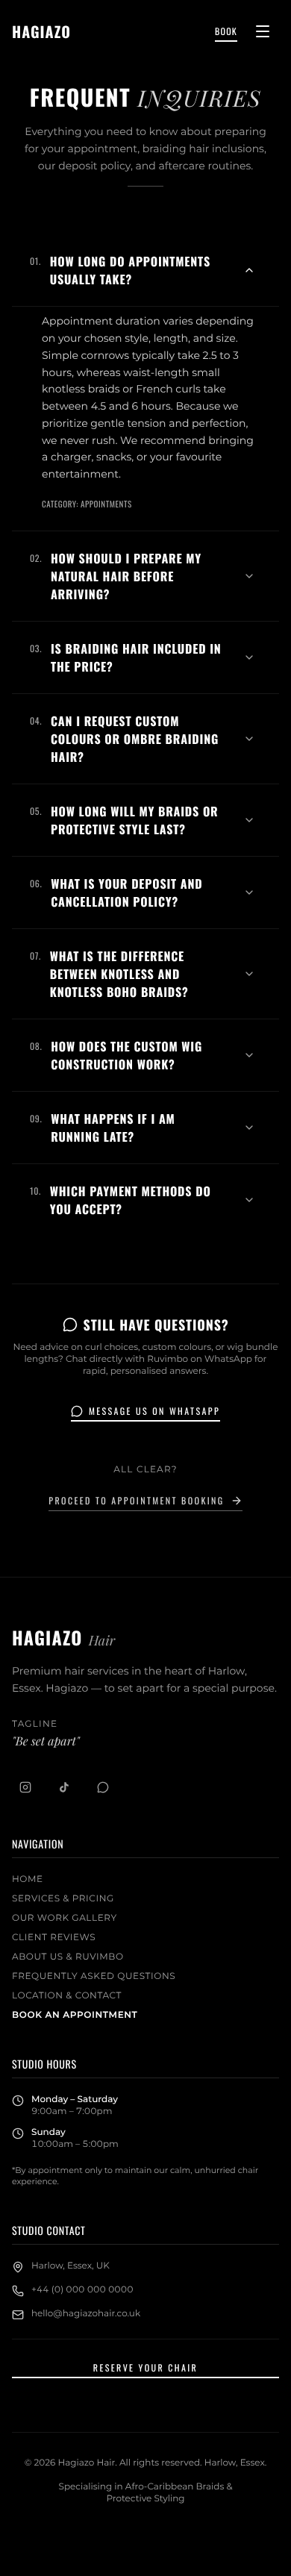 HAGIAZO
BOOK
FREQUENT INQUIRIES
Everything you need to know about preparing
for your appointment, braiding hair inclusions,
our deposit policy, and aftercare routines.
01. HOW LONG DO APPOINTMENTS
USUALLY TAKE?
Appointment duration varies depending
on your chosen style, length, and size.
Simple cornrows typically take 2.5 to 3
hours, whereas waist-length small
knotless braids or French curls take
between 4.5 and 6 hours. Because we
prioritize gentle tension and perfection,
we never rush. We recommend bringing
a charger, snacks, or your favourite
entertainment.
CATEGORY: APPOINTMENTS
02. HOW SHOULD I PREPARE MY
NATURAL HAIR BEFORE
ARRIVING?
03. IS BRAIDING HAIR INCLUDED IN
THE PRICE?
04. CAN I REQUEST CUSTOM
COLOURS OR OMBRE BRAIDING
HAIR?
05. HOW LONG WILL MY BRAIDS OR
PROTECTIVE STYLE LAST?
06. WHAT IS YOUR DEPOSIT AND
CANCELLATION POLICY?
07. WHAT IS THE DIFFERENCE
BETWEEN KNOTLESS AND
KNOTLESS BOHO BRAIDS?
08. HOW DOES THE CUSTOM WIG
CONSTRUCTION WORK?
09. WHAT HAPPENS IF I AM
RUNNING LATE?
10. WHICH PAYMENT METHODS DO
YOU ACCEPT?
STILL HAVE QUESTIONS?
Need advice on curl choices, custom colours, or wig bundle
lengths? Chat directly with Ruvimbo on WhatsApp for
rapid, personalised answers.
MESSAGE US ON WHATSAPP
ALL CLEAR?
PROCEED TO APPOINTMENT BOOKING
HAGIAZO Hair
Premium hair services in the heart of Harlow,
Essex. Hagiazo — to set apart for a special purpose.
TAGLINE
"Be set apart"
NAVIGATION
HOME
SERVICES & PRICING
OUR WORK GALLERY
CLIENT REVIEWS
ABOUT US & RUVIMBO
FREQUENTLY ASKED QUESTIONS
LOCATION & CONTACT
BOOK AN APPOINTMENT
STUDIO HOURS
Monday – Saturday
9:00am – 7:00pm
Sunday
10:00am – 5:00pm
*By appointment only to maintain our calm, unhurried chair
experience.
STUDIO CONTACT
Harlow, Essex, UK
+44 (0) 000 000 0000
hello@hagiazohair.co.uk
RESERVE YOUR CHAIR
© 2026 Hagiazo Hair. All rights reserved. Harlow, Essex.
Specialising in Afro-Caribbean Braids &
Protective Styling